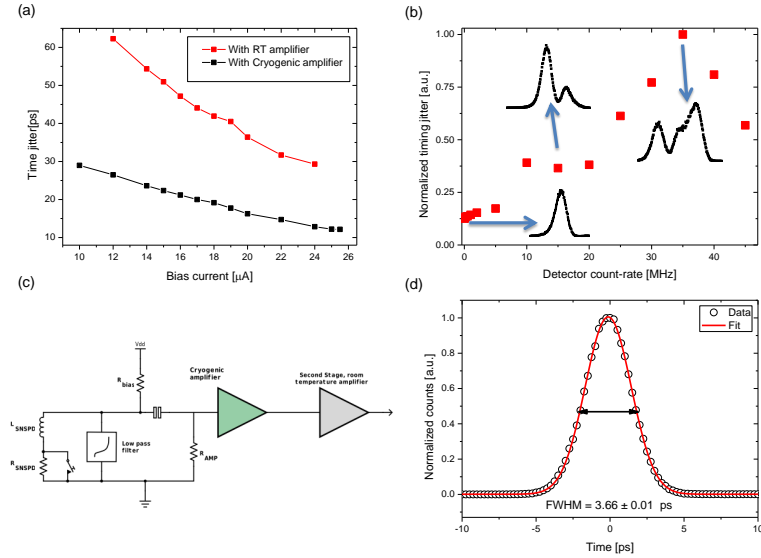 (a)
70
60
50
40
30
20
10
10 12 14 16 18 20 22 24 26
Time jitter[ps]
Bias current [µA]
With RT amplifier
With Cryogenic amplifier
(b)
1.00
0.75
0.50
0.25
0.00
0 10 20 30 40
Normalized timing jitter [a.u.]
Detector count-rate [MHz]
(c)
Vdd
R bias
Cryogenic
amplifier
Second Stage, room
temperature amplifier
L SNSPD
R SNSPD
Low pass
filter
R AMP
(d)
1.0
0.8
0.6
0.4
0.2
0.0
-10 -5 0 5 10
Normalized counts [a.u.]
Time [ps]
Data
Fit
FWHM = 3.66 ± 0.01 ps